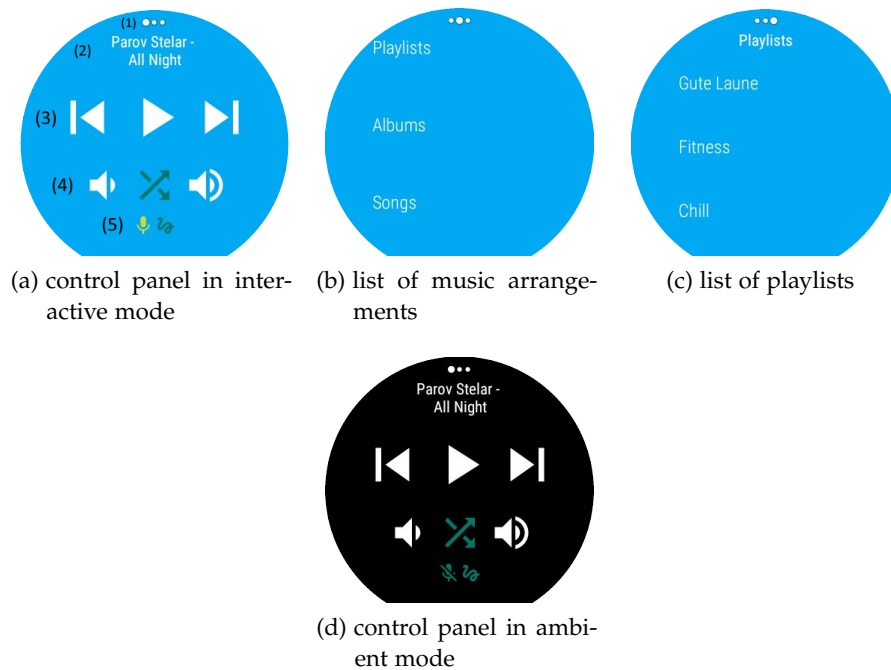 (1)
(2) Parov Stelar -
All Night
(3)
(4)
(5)
Playlists
Albums
Songs
Playlists
Gute Laune
Fitness
Chill
(a) control panel in inter-
active mode
(b) list of music arrange-
ments
(c) list of playlists
Parov Stelar -
All Night
(d) control panel in ambi-
ent mode